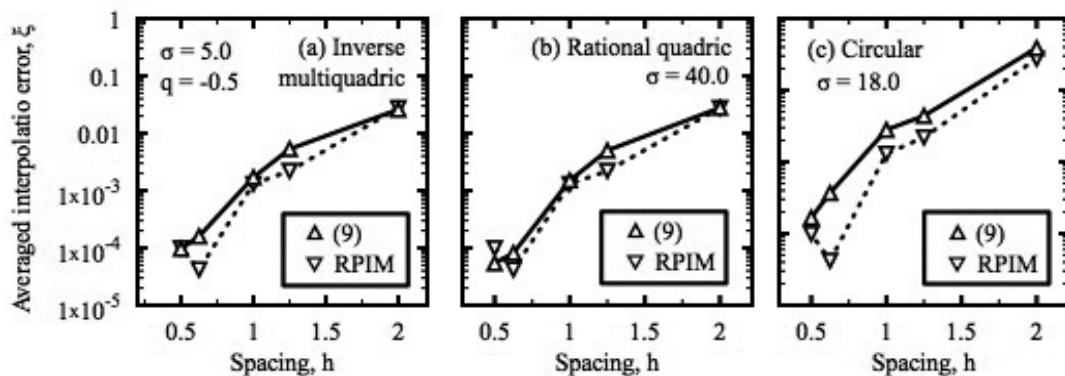 Averaged interpolatio error, ξ
1
0.1
0.01
1x10⁻³
1x10⁻⁴
1x10⁻⁵
σ = 5.0
q = -0.5
(a) Inverse
multiquadric
(9)
RPIM
0.5 1 1.5 2
Spacing, h
(b) Rational quadric
σ = 40.0
(9)
RPIM
0.5 1 1.5 2
Spacing, h
(c) Circular
σ = 18.0
(9)
RPIM
0.5 1 1.5 2
Spacing, h